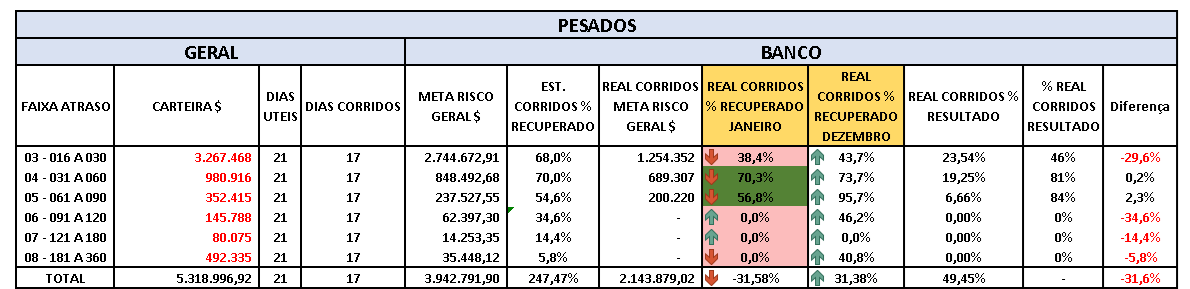 PESADOS
GERAL BANCO
FAIXA ATRASO CARTEIRA $ DIAS UTEIS DIAS CORRIDOS META RISCO GERAL $ EST. CORRIDOS % RECUPERADO REAL CORRIDOS META RISCO GERAL $ REAL CORRIDOS % RECUPERADO JANEIRO REAL CORRIDOS % RECUPERADO DEZEMBRO REAL CORRIDOS % RESULTADO % REAL CORRIDOS RESULTADO Diferença
03 - 016 A 030 3.267.468 21 17 2.744.672,91 68,0% 1.254.352 38,4% 43,7% 23,54% 46% -29,6%
04 - 031 A 060 980.916 21 17 848.492,68 70,0% 689.307 70,3% 73,7% 19,25% 81% 0,2%
05 - 061 A 090 352.415 21 17 237.527,55 54,6% 200.220 56,8% 95,7% 6,66% 84% 2,3%
06 - 091 A 120 145.788 21 17 62.397,30 34,6% - 0,0% 46,2% 0,00% 0% -34,6%
07 - 121 A 180 80.075 21 17 14.253,35 14,4% - 0,0% 0,0% 0,00% 0% -14,4%
08 - 181 A 360 492.335 21 17 35.448,12 5,8% - 0,0% 40,8% 0,00% 0% -5,8%
TOTAL 5.318.996,92 21 17 3.942.791,90 247,47% 2.143.879,02 -31,58% 31,38% 49,45% - -31,6%